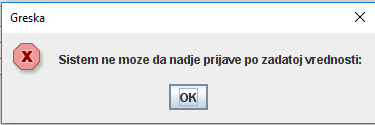 Greska
Sistem ne moze da nadje prijave po zadatoj vrednosti:
OK